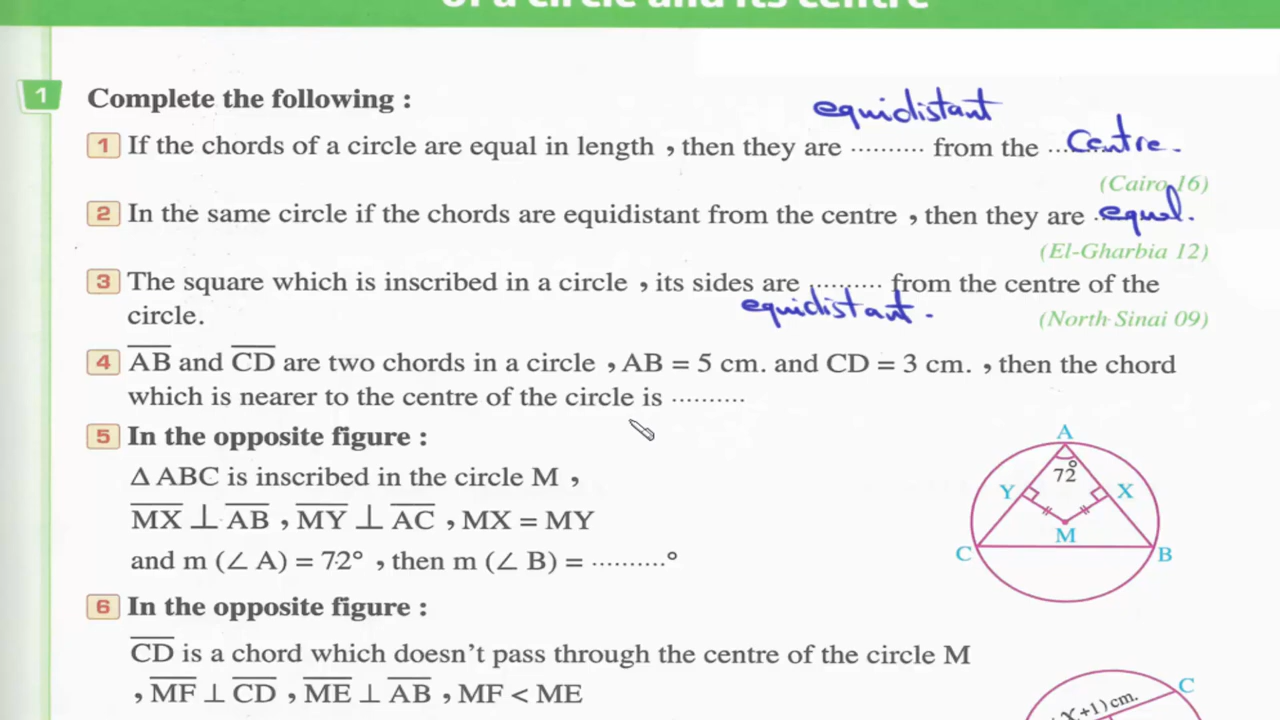 of a circle and its centre
1 Complete the following :
equidistant
1 If the chords of a circle are equal in length , then they are .......... from the ... Centre.
(Cairo 16)
2 In the same circle if the chords are equidistant from the centre , then they are equal.
(El-Gharbia 12)
3 The square which is inscribed in a circle , its sides are .......... from the centre of the
equidistant.
circle.
(North Sinai 09)
4 AB and CD are two chords in a circle , AB = 5 cm. and CD = 3 cm. , then the chord
which is nearer to the centre of the circle is ..........
5 In the opposite figure :
Δ ABC is inscribed in the circle M ,
MX ⊥ AB , MY ⊥ AC , MX = MY
and m (∠ A) = 72° , then m (∠ B) = ..........°
A
72°
Y
X
M
C
B
6 In the opposite figure :
CD is a chord which doesn't pass through the centre of the circle M
, MF ⊥ CD , ME ⊥ AB , MF < ME
C
+1) cm.